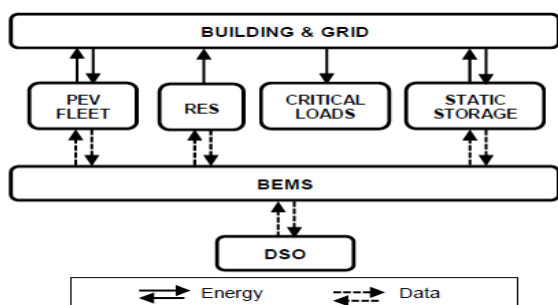 BUILDING & GRID
PEV
FLEET
RES
CRITICAL
LOADS
STATIC
STORAGE
BEMS
DSO
Energy
Data